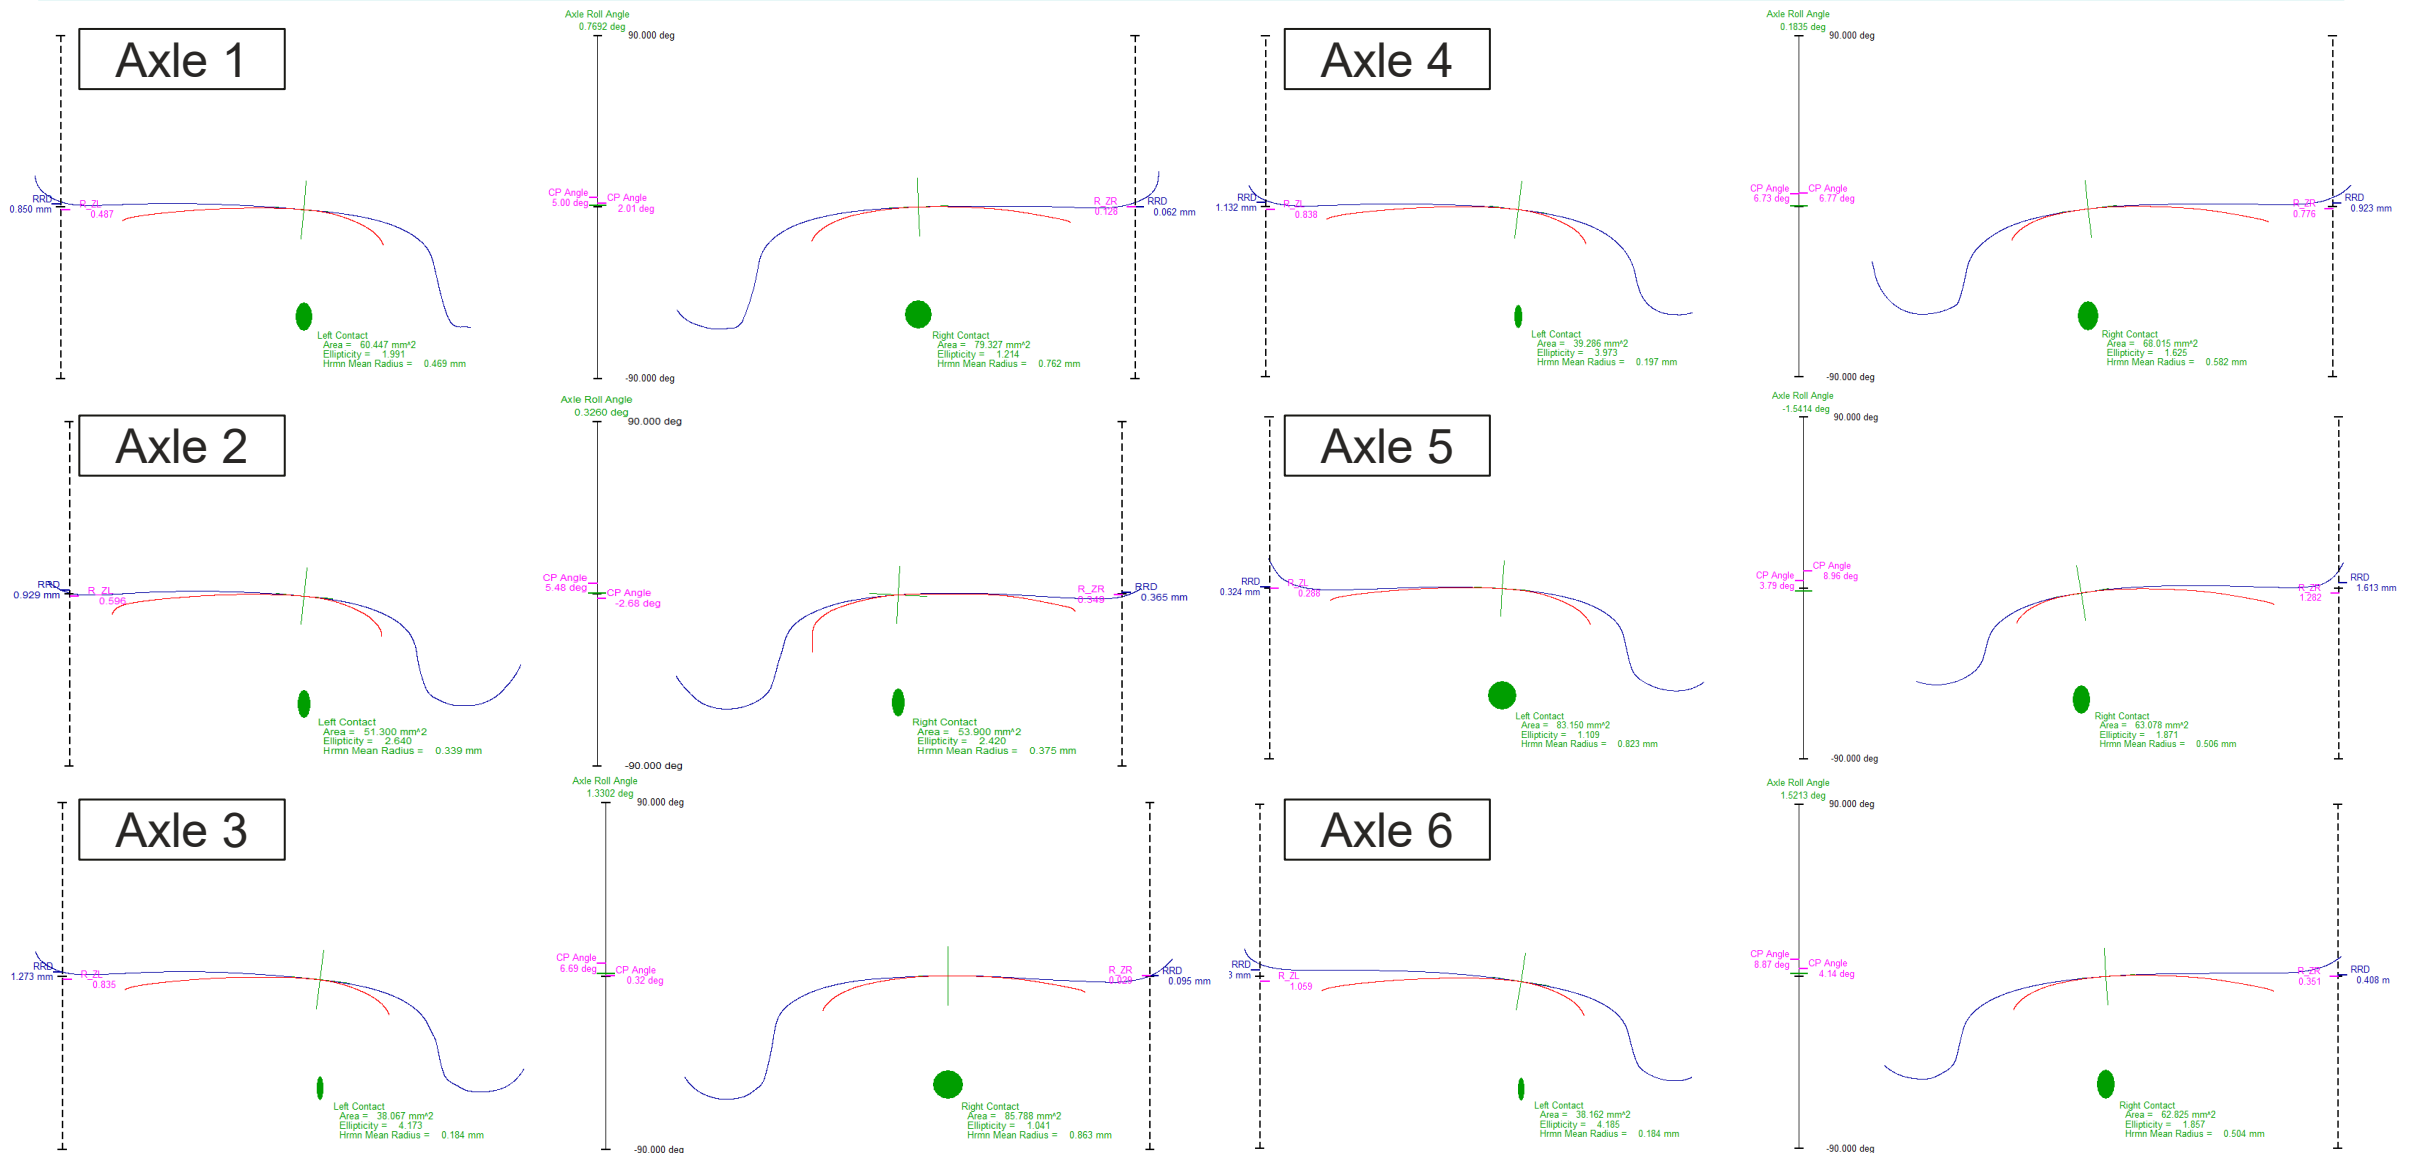 Axle 1
Axle Roll Angle
0.7692 deg
90.000 deg
RRD
0.850 mm
R_ZL
0.487
CP Angle
5.00 deg
CP Angle
2.01 deg
R_ZR
0.128
RRD
0.062 mm
Left Contact
Area = 60.447 mm^2
Ellipticity = 1.991
Hrmn Mean Radius = 0.469 mm
Right Contact
Area = 79.327 mm^2
Ellipticity = 1.214
Hrmn Mean Radius = 0.762 mm
-90.000 deg
Axle 4
Axle Roll Angle
0.1835 deg
90.000 deg
RRD
1.132 mm
R_ZL
0.838
CP Angle
6.73 deg
CP Angle
6.77 deg
R_ZR
0.776
RRD
0.923 mm
Left Contact
Area = 39.286 mm^2
Ellipticity = 3.973
Hrmn Mean Radius = 0.197 mm
Right Contact
Area = 68.015 mm^2
Ellipticity = 1.625
Hrmn Mean Radius = 0.582 mm
-90.000 deg
Axle 2
Axle Roll Angle
0.3260 deg
90.000 deg
RRD
0.929 mm
R_ZL
0.596
CP Angle
5.48 deg
CP Angle
-2.68 deg
R_ZR
0.349
RRD
0.365 mm
Left Contact
Area = 51.300 mm^2
Ellipticity = 2.640
Hrmn Mean Radius = 0.339 mm
Right Contact
Area = 53.900 mm^2
Ellipticity = 2.420
Hrmn Mean Radius = 0.375 mm
-90.000 deg
Axle 5
Axle Roll Angle
-1.5414 deg
90.000 deg
RRD
0.324 mm
R_ZL
0.288
CP Angle
3.79 deg
CP Angle
8.96 deg
R_ZR
1.282
RRD
1.613 mm
Left Contact
Area = 83.150 mm^2
Ellipticity = 1.109
Hrmn Mean Radius = 0.823 mm
Right Contact
Area = 63.078 mm^2
Ellipticity = 1.871
Hrmn Mean Radius = 0.506 mm
-90.000 deg
Axle 3
Axle Roll Angle
1.3302 deg
90.000 deg
RRD
1.273 mm
R_ZL
0.835
CP Angle
6.69 deg
CP Angle
0.32 deg
R_ZR
0.029
RRD
0.095 mm
Left Contact
Area = 38.067 mm^2
Ellipticity = 4.173
Hrmn Mean Radius = 0.184 mm
Right Contact
Area = 85.788 mm^2
Ellipticity = 1.041
Hrmn Mean Radius = 0.863 mm
-90.000 deg
Axle 6
Axle Roll Angle
1.5213 deg
90.000 deg
RRD
3 mm
R_ZL
1.059
CP Angle
8.87 deg
CP Angle
4.14 deg
R_ZR
0.351
RRD
0.408 m
Left Contact
Area = 38.162 mm^2
Ellipticity = 4.185
Hrmn Mean Radius = 0.184 mm
Right Contact
Area = 62.825 mm^2
Ellipticity = 1.857
Hrmn Mean Radius = 0.504 mm
-90.000 deg